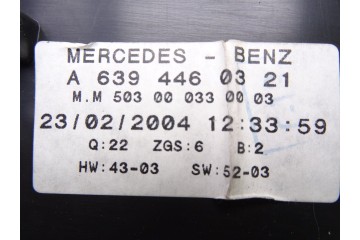 MERCEDES - BENZ
A 639 446 03 21
M.M 503 00 033 00 03
23/02/2004 12:33:59
Q:22 ZGS:6 B:2
HW:43-03 SW:52-03